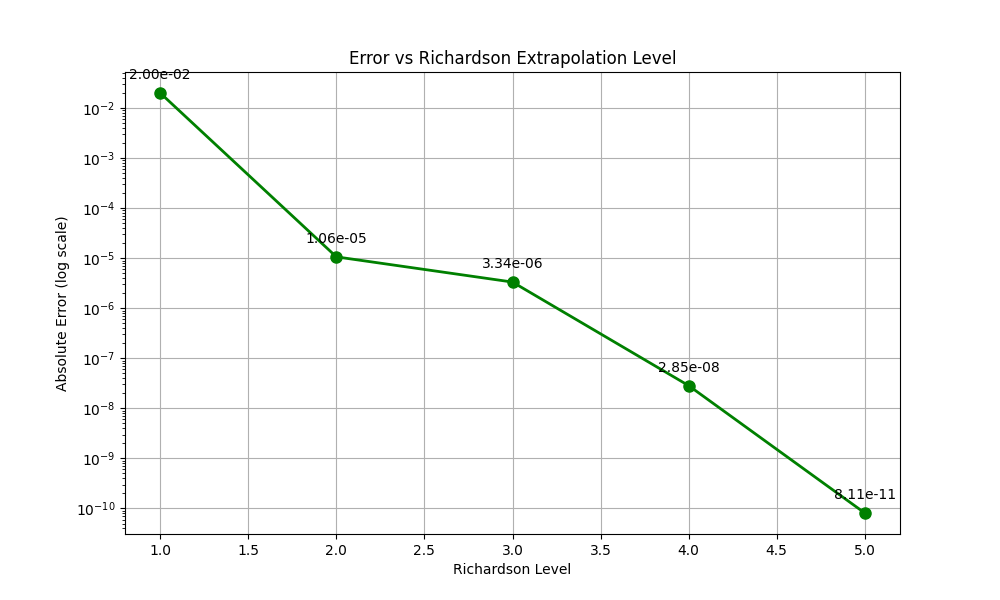 Error vs Richardson Extrapolation Level
2.00e-02
1.06e-05
3.34e-06
2.85e-08
8.11e-11
10⁻²
10⁻³
10⁻⁴
10⁻⁵
10⁻⁶
10⁻⁷
10⁻⁸
10⁻⁹
10⁻¹⁰
Absolute Error (log scale)
1.0 1.5 2.0 2.5 3.0 3.5 4.0 4.5 5.0
Richardson Level